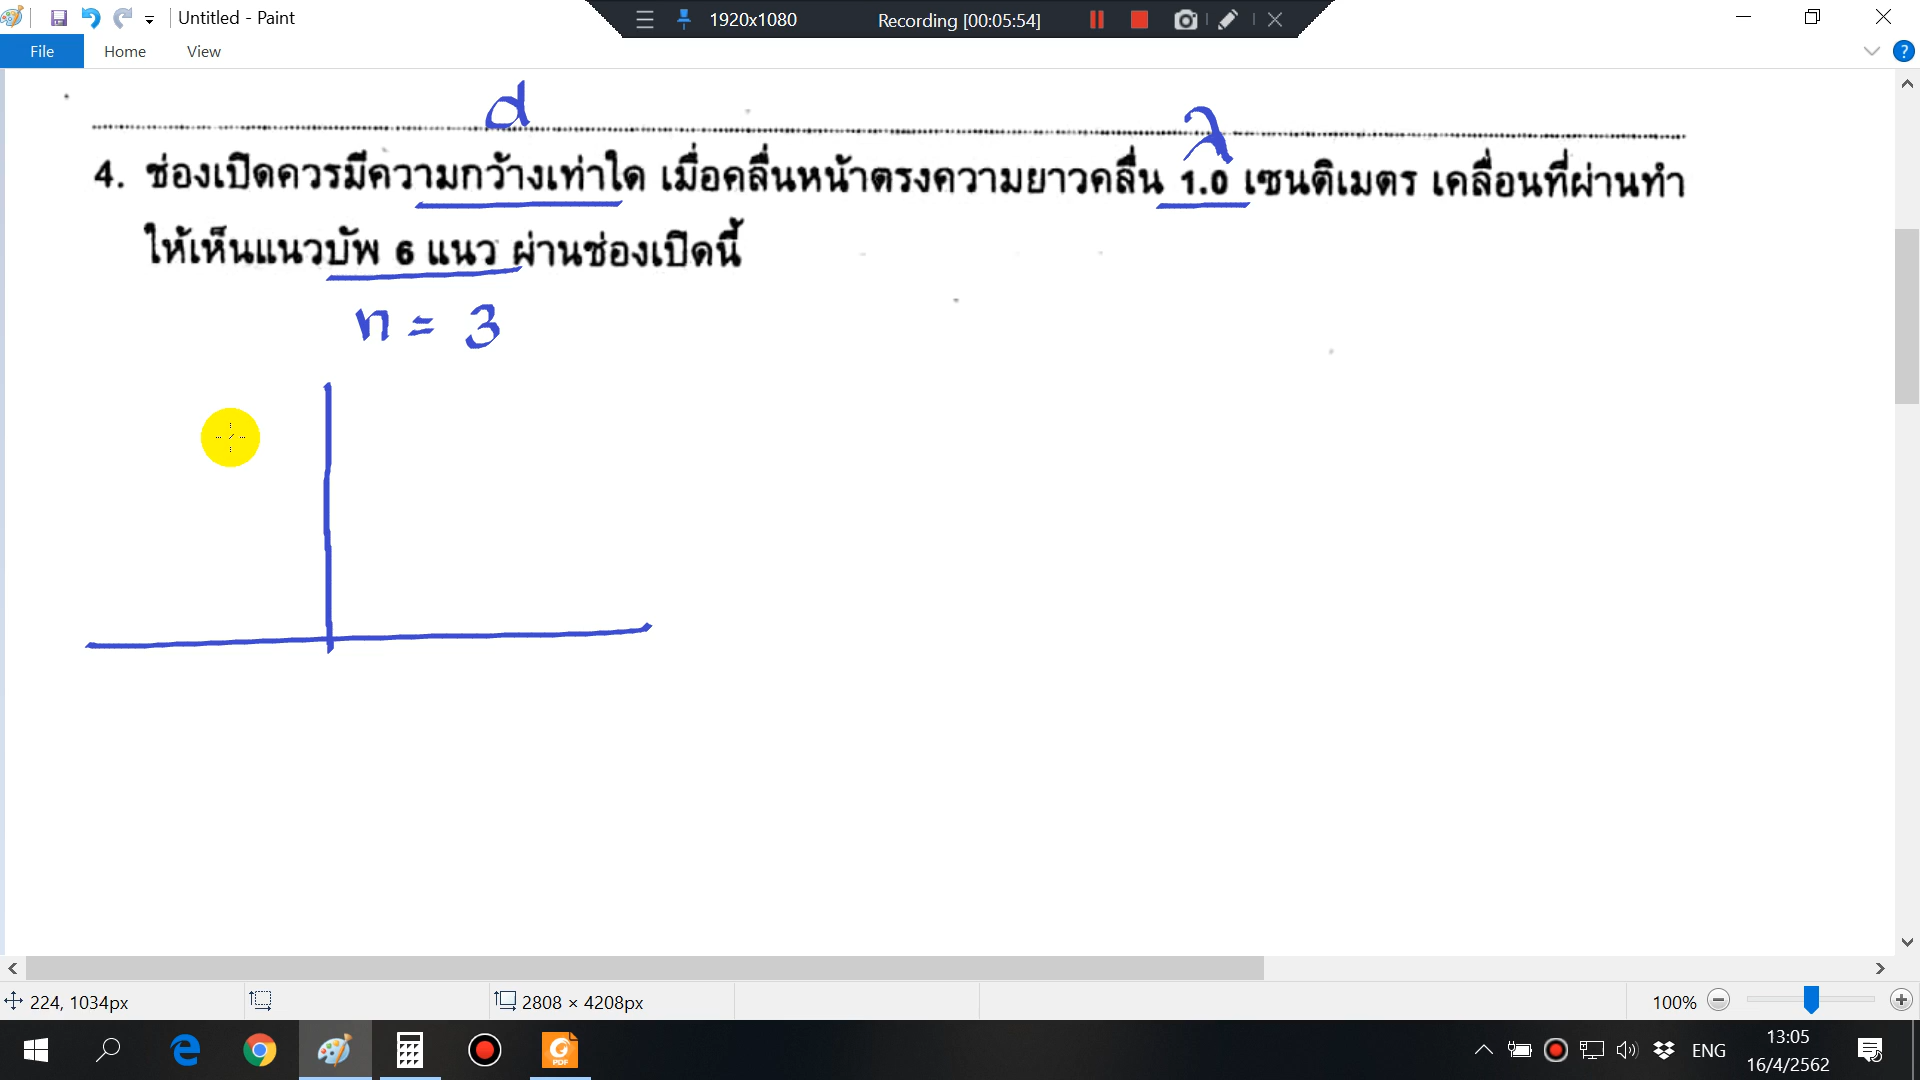 Untitled - Paint
1920x1080
Recording [00:05:54]
File Home View
d
λ
4. ช่องเปิดควรมีความกว้างเท่าใด เมื่อคลื่นหน้าตรงความยาวคลื่น 1.0 เซนติเมตร เคลื่อนที่ผ่านทำ
ให้เห็นแนวบัพ 6 แนว ผ่านช่องเปิดนี้
n = 3
224, 1034px
2808 × 4208px
100%
PDF
ENG
13:05
16/4/2562